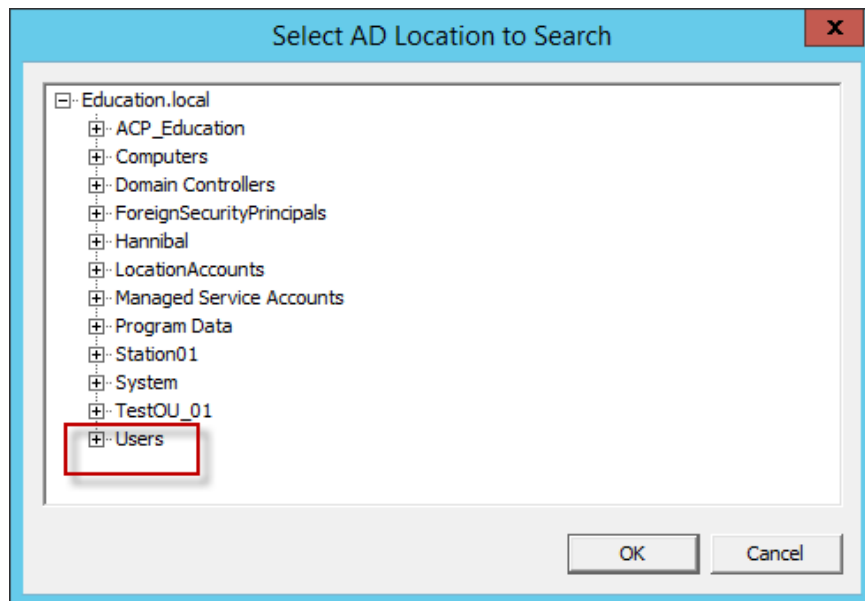 Select AD Location to Search
x
Education.local
ACP_Education
Computers
Domain Controllers
ForeignSecurityPrincipals
Hannibal
LocationAccounts
Managed Service Accounts
Program Data
Station01
System
TestOU_01
Users
OK Cancel